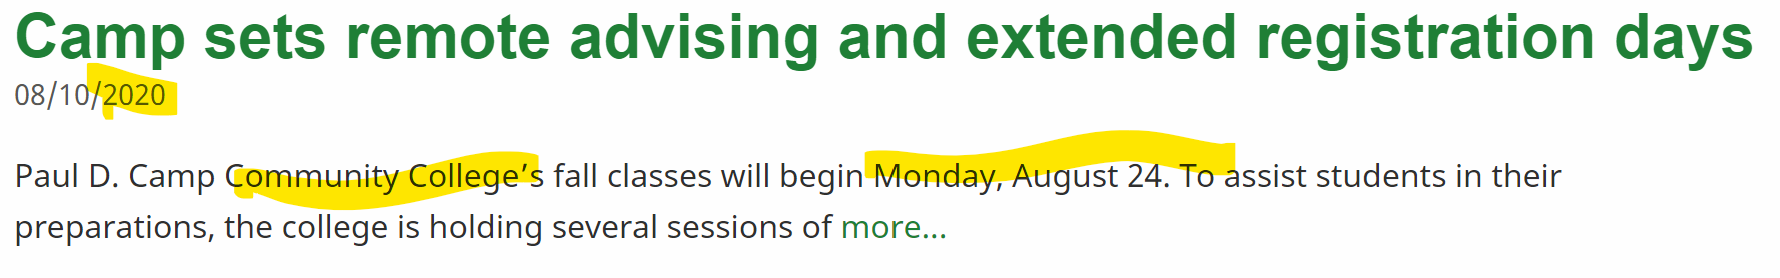 Camp sets remote advising and extended registration days
08/10/2020
Paul D. Camp Community College’s fall classes will begin Monday, August 24. To assist students in their
preparations, the college is holding several sessions of more...